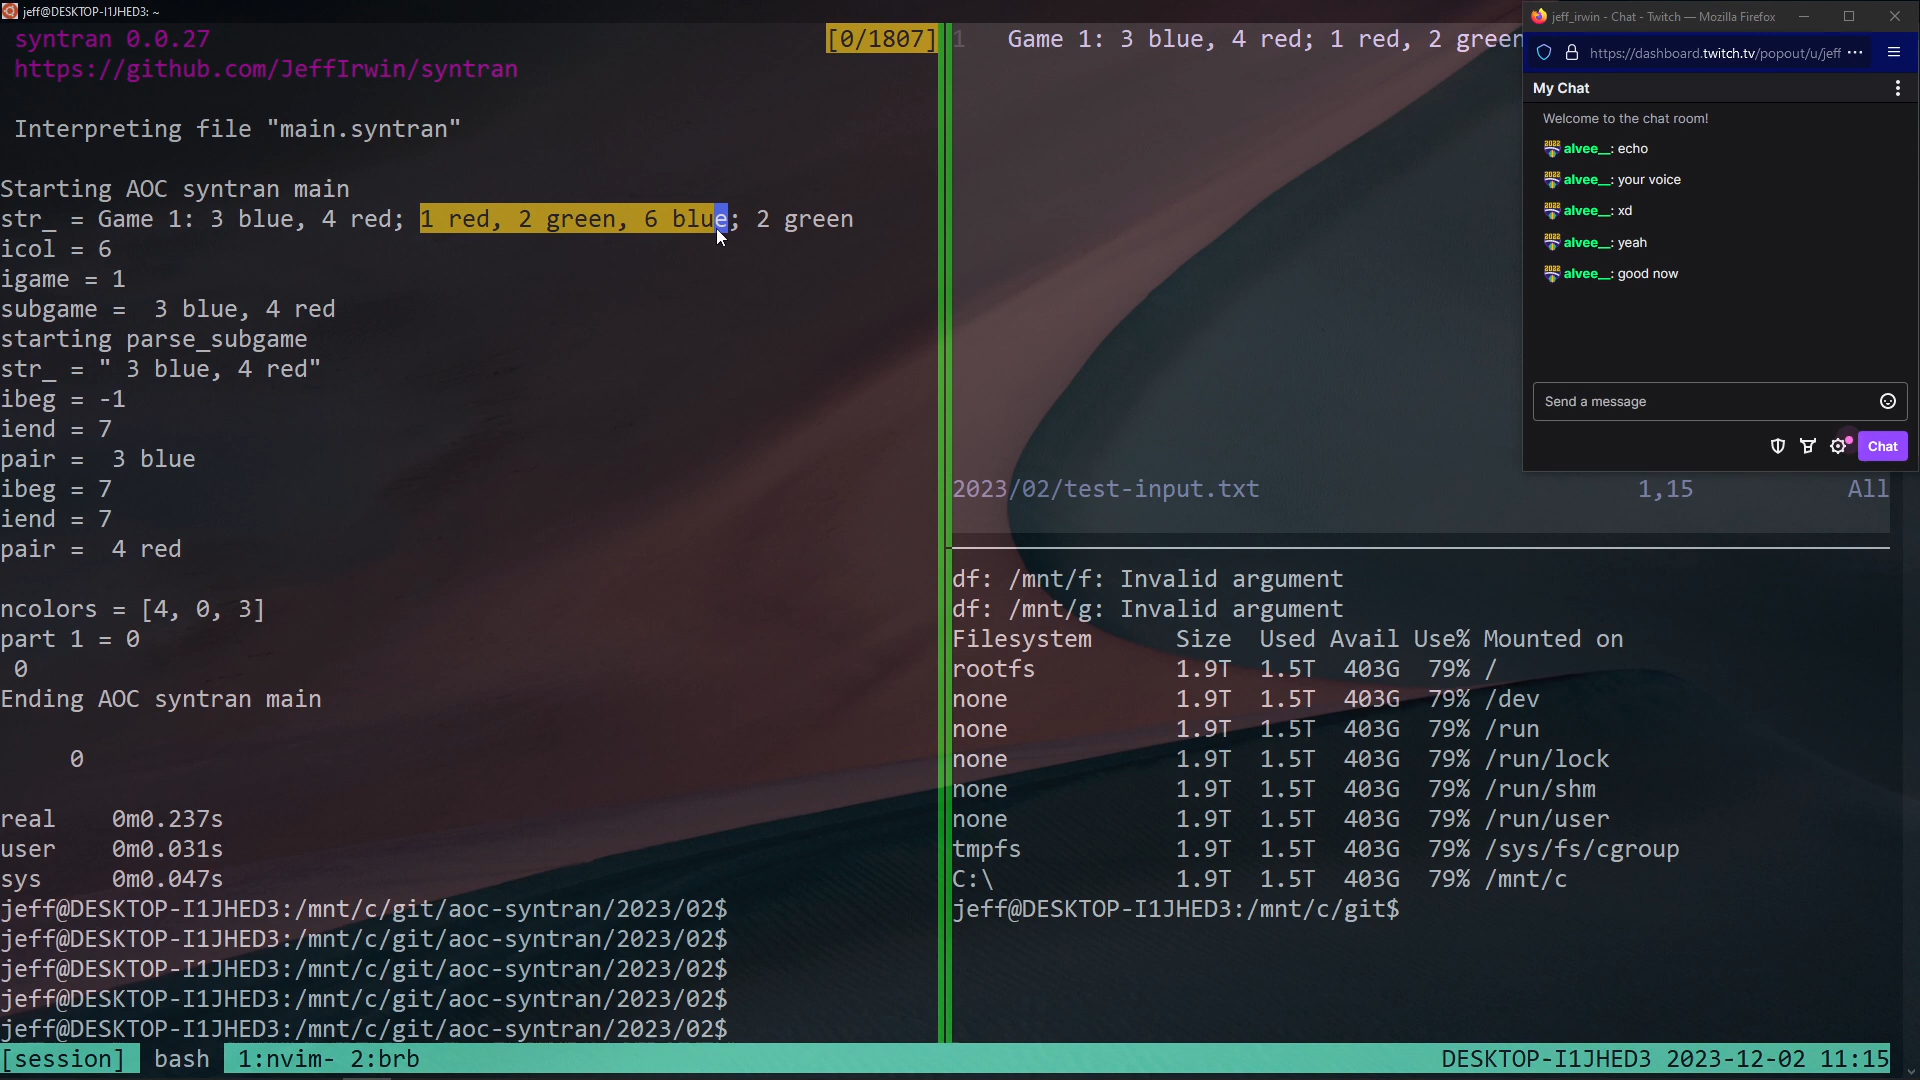 jeff@DESKTOP-I1JHED3: ~
syntran 0.0.27
[0/1807]
https://github.com/JeffIrwin/syntran
Interpreting file "main.syntran"
Starting AOC syntran main
str_ = Game 1: 3 blue, 4 red; 1 red, 2 green, 6 blue; 2 green
icol = 6
igame = 1
subgame =  3 blue, 4 red
starting parse_subgame
str_ = " 3 blue, 4 red"
ibeg = -1
iend = 7
pair =  3 blue
ibeg = 7
iend = 7
pair =  4 red
ncolors = [4, 0, 3]
part 1 = 0
0
Ending AOC syntran main
0
real    0m0.237s
user    0m0.031s
sys     0m0.047s
jeff@DESKTOP-I1JHED3:/mnt/c/git/aoc-syntran/2023/02$
jeff@DESKTOP-I1JHED3:/mnt/c/git/aoc-syntran/2023/02$
jeff@DESKTOP-I1JHED3:/mnt/c/git/aoc-syntran/2023/02$
jeff@DESKTOP-I1JHED3:/mnt/c/git/aoc-syntran/2023/02$
jeff@DESKTOP-I1JHED3:/mnt/c/git/aoc-syntran/2023/02$
1   Game 1: 3 blue, 4 red; 1 red, 2 green
2023/02/test-input.txt   1,15   All
df: /mnt/f: Invalid argument
df: /mnt/g: Invalid argument
Filesystem      Size  Used Avail Use% Mounted on
rootfs          1.9T  1.5T  403G  79% /
none            1.9T  1.5T  403G  79% /dev
none            1.9T  1.5T  403G  79% /run
none            1.9T  1.5T  403G  79% /run/lock
none            1.9T  1.5T  403G  79% /run/shm
none            1.9T  1.5T  403G  79% /run/user
tmpfs           1.9T  1.5T  403G  79% /sys/fs/cgroup
C:\             1.9T  1.5T  403G  79% /mnt/c
jeff@DESKTOP-I1JHED3:/mnt/c/git$
jeff_irwin - Chat - Twitch — Mozilla Firefox
https://dashboard.twitch.tv/popout/u/jeff
My Chat
Welcome to the chat room!
alvee__: echo
alvee__: your voice
alvee__: xd
alvee__: yeah
alvee__: good now
Send a message
Chat
[session] bash 1:nvim- 2:brb
DESKTOP-I1JHED3 2023-12-02 11:15